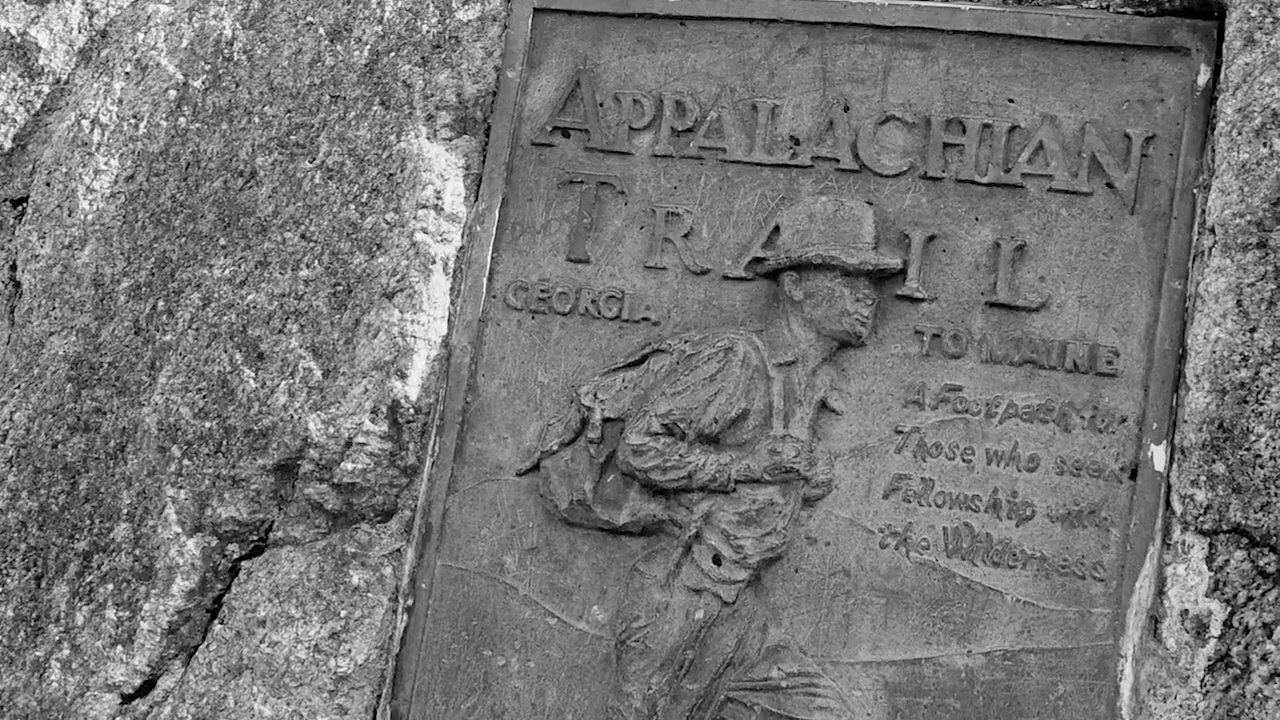 APPALACHIAN
TRAIL
GEORGIA
TO MAINE
A Footpath for
Those who seek
Fellowship with
the Wilderness